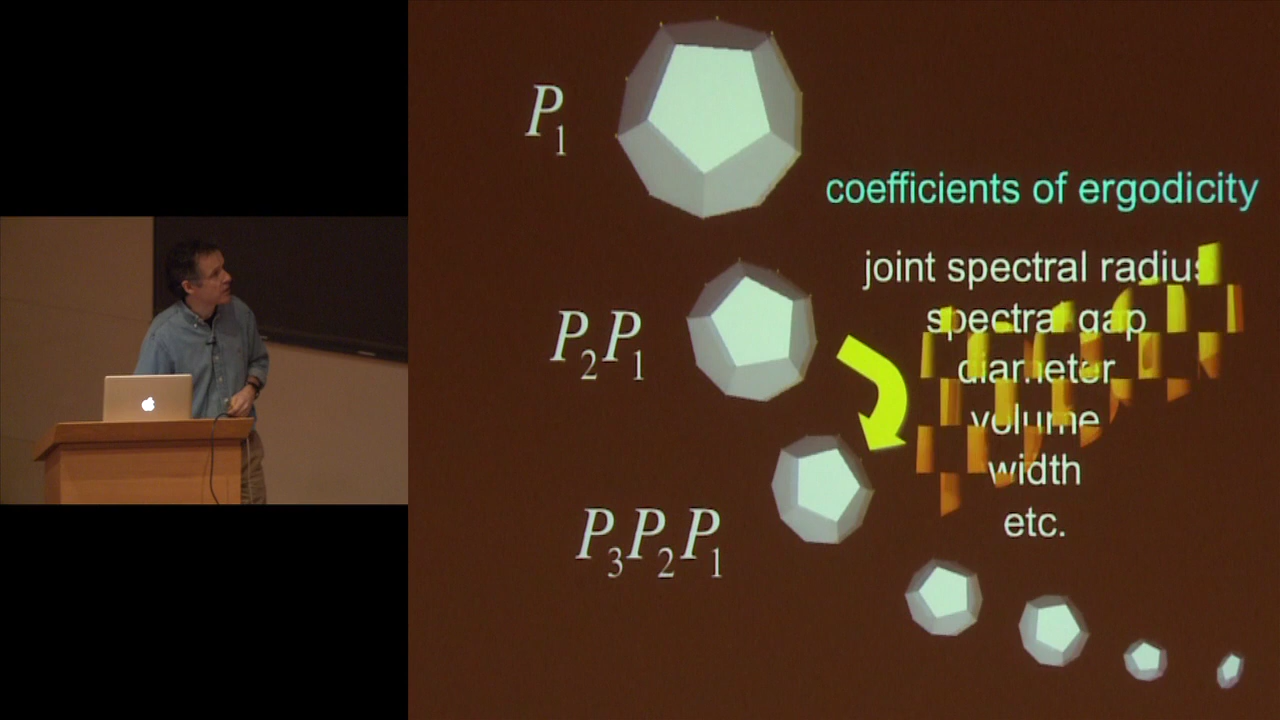 P1
coefficients of ergodicity
joint spectral radius
spectral gap
P2P1
diameter
volume
width
P3P2P1
etc.